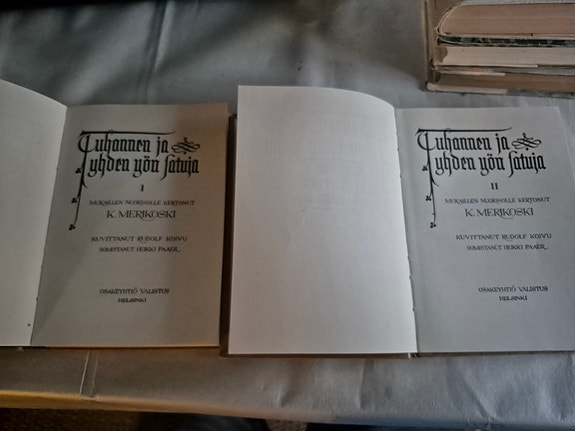 Tuhannen ja
yhden yön satuja
I
MUKAILLEN NUORISOLLE KERTONUT
K. MERIKOSKI
KUVITTANUT RUDOLF KOIVU
SOMISTANUT HEIKKI PAAER
OSAKEYHTIÖ VALISTUS
HELSINKI
Tuhannen ja
yhden yön satuja
II
MUKAILLEN NUORISOLLE KERTONUT
K. MERIKOSKI
KUVITTANUT RUDOLF KOIVU
SOMISTANUT HEIKKI PAAER
OSAKEYHTIÖ VALISTUS
HELSINKI